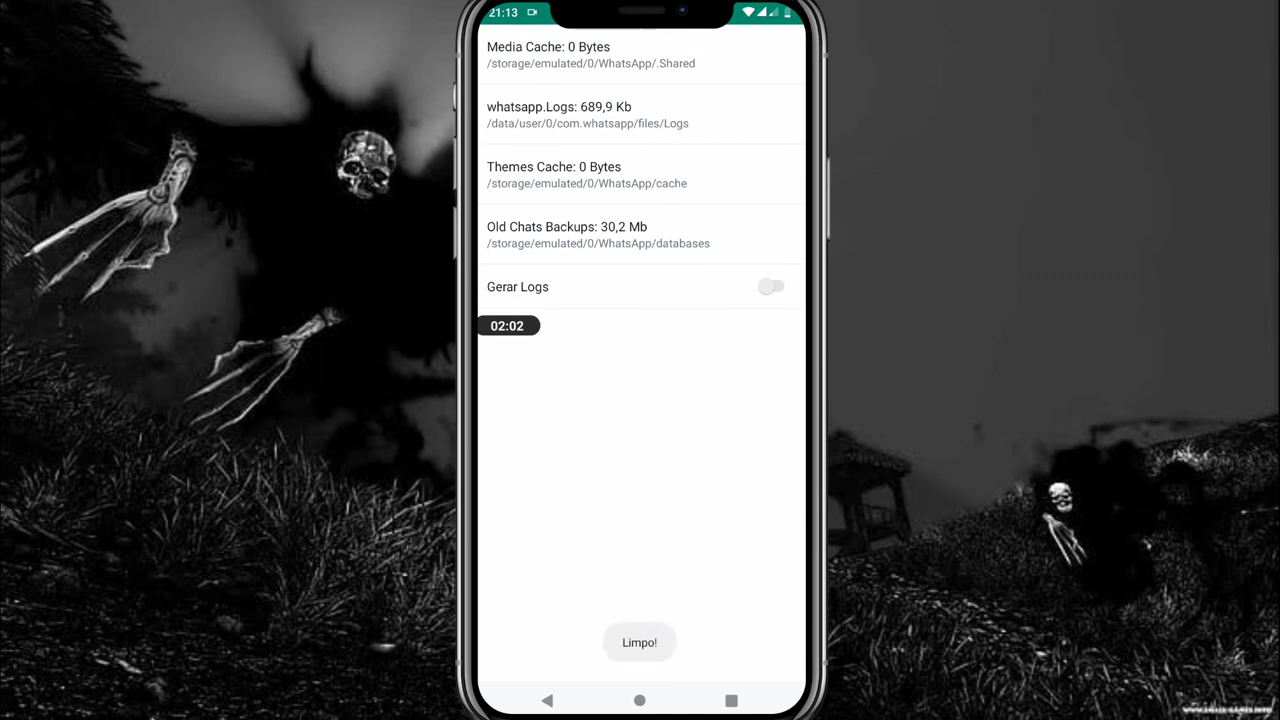 21:13
Media Cache: 0 Bytes
/storage/emulated/0/WhatsApp/.Shared
whatsapp.Logs: 689,9 Kb
/data/user/0/com.whatsapp/files/Logs
Themes Cache: 0 Bytes
/storage/emulated/0/WhatsApp/cache
Old Chats Backups: 30,2 Mb
/storage/emulated/0/WhatsApp/databases
Gerar Logs
02:02
Limpo!